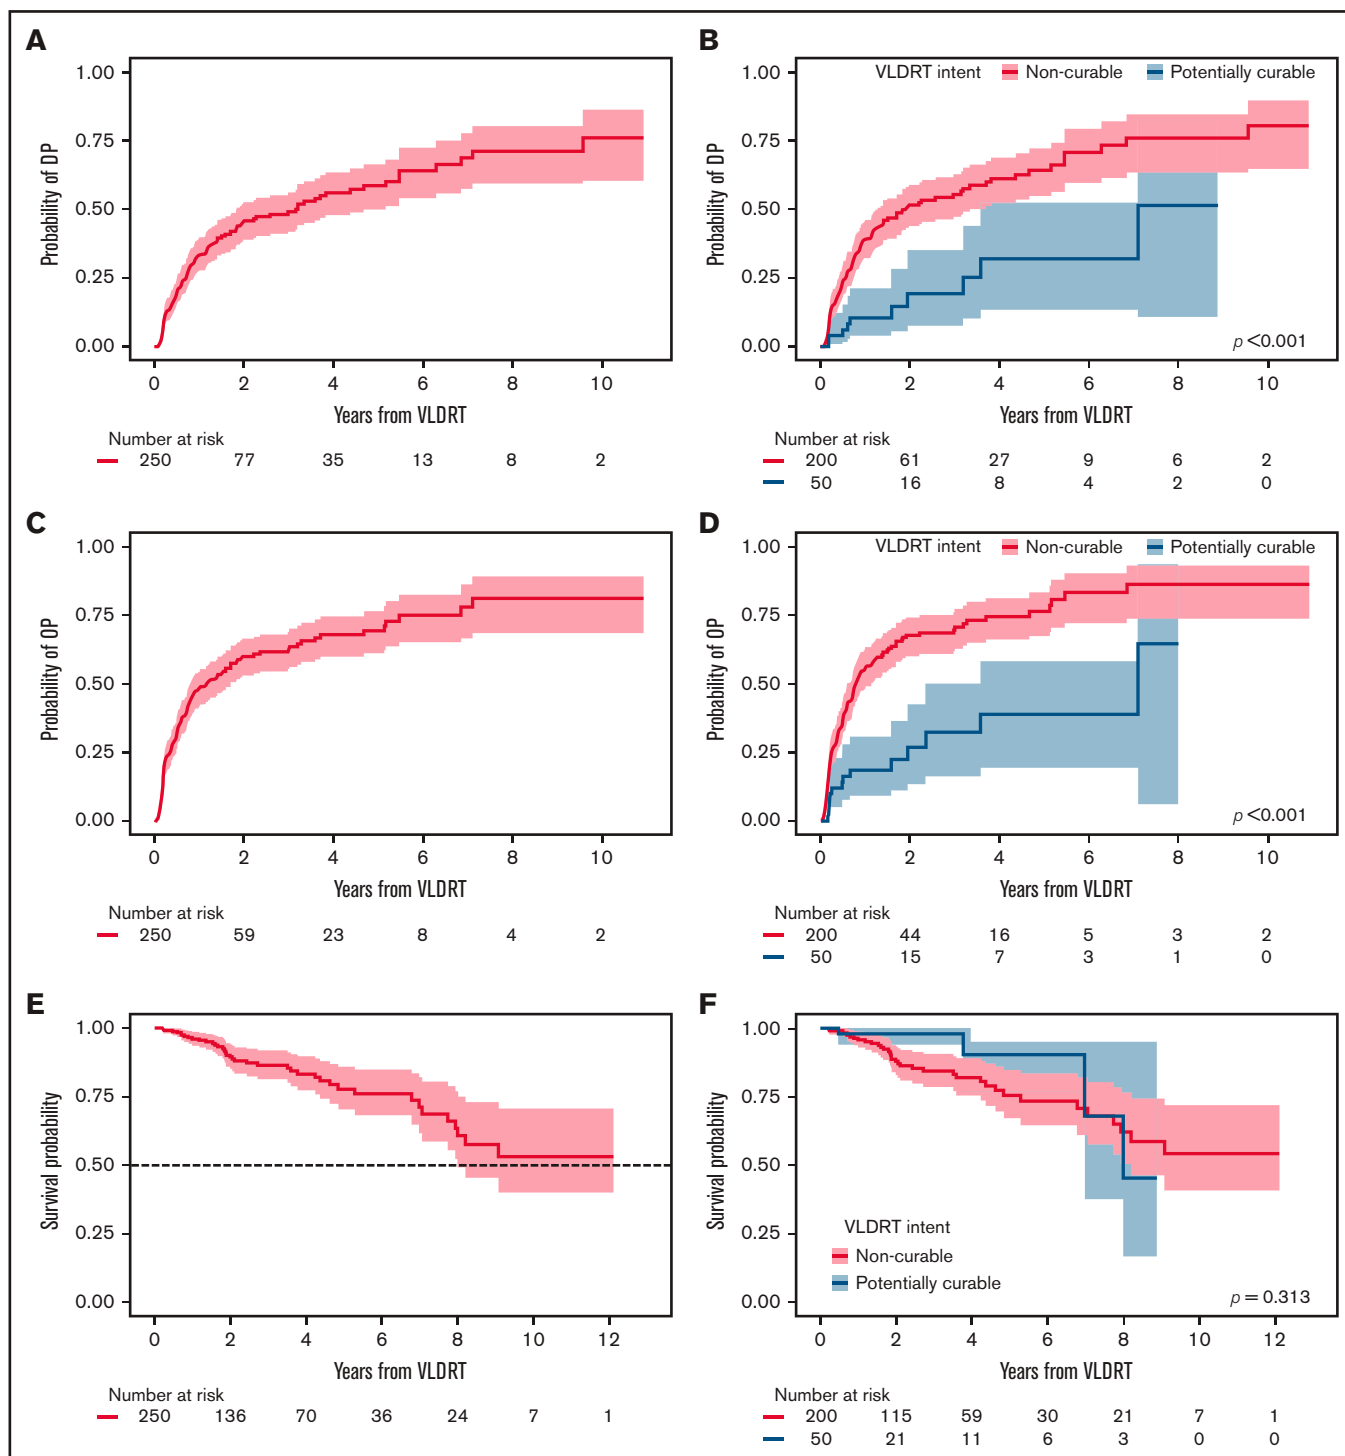 A
1.00
0.75
0.50
0.25
0.00
Probability of DP
0 2 4 6 8 10
Years from VLDRT
Number at risk
250 77 35 13 8 2
B
VLDRT intent Non-curable Potentially curable
1.00
0.75
0.50
0.25
0.00
Probability of DP
p <0.001
0 2 4 6 8 10
Years from VLDRT
Number at risk
200 61 27 9 6 2
50 16 8 4 2 0
C
1.00
0.75
0.50
0.25
0.00
Probability of OP
0 2 4 6 8 10
Years from VLDRT
Number at risk
250 59 23 8 4 2
D
VLDRT intent Non-curable Potentially curable
1.00
0.75
0.50
0.25
0.00
Probability of OP
p <0.001
0 2 4 6 8 10
Years from VLDRT
Number at risk
200 44 16 5 3 2
50 15 7 3 1 0
E
1.00
0.75
0.50
0.25
0.00
Survival probability
0 2 4 6 8 10 12
Years from VLDRT
Number at risk
250 136 70 36 24 7 1
F
1.00
0.75
0.50
0.25
0.00
Survival probability
VLDRT intent
Non-curable
Potentially curable
p = 0.313
0 2 4 6 8 10 12
Years from VLDRT
Number at risk
200 115 59 30 21 7 1
50 21 11 6 3 0 0